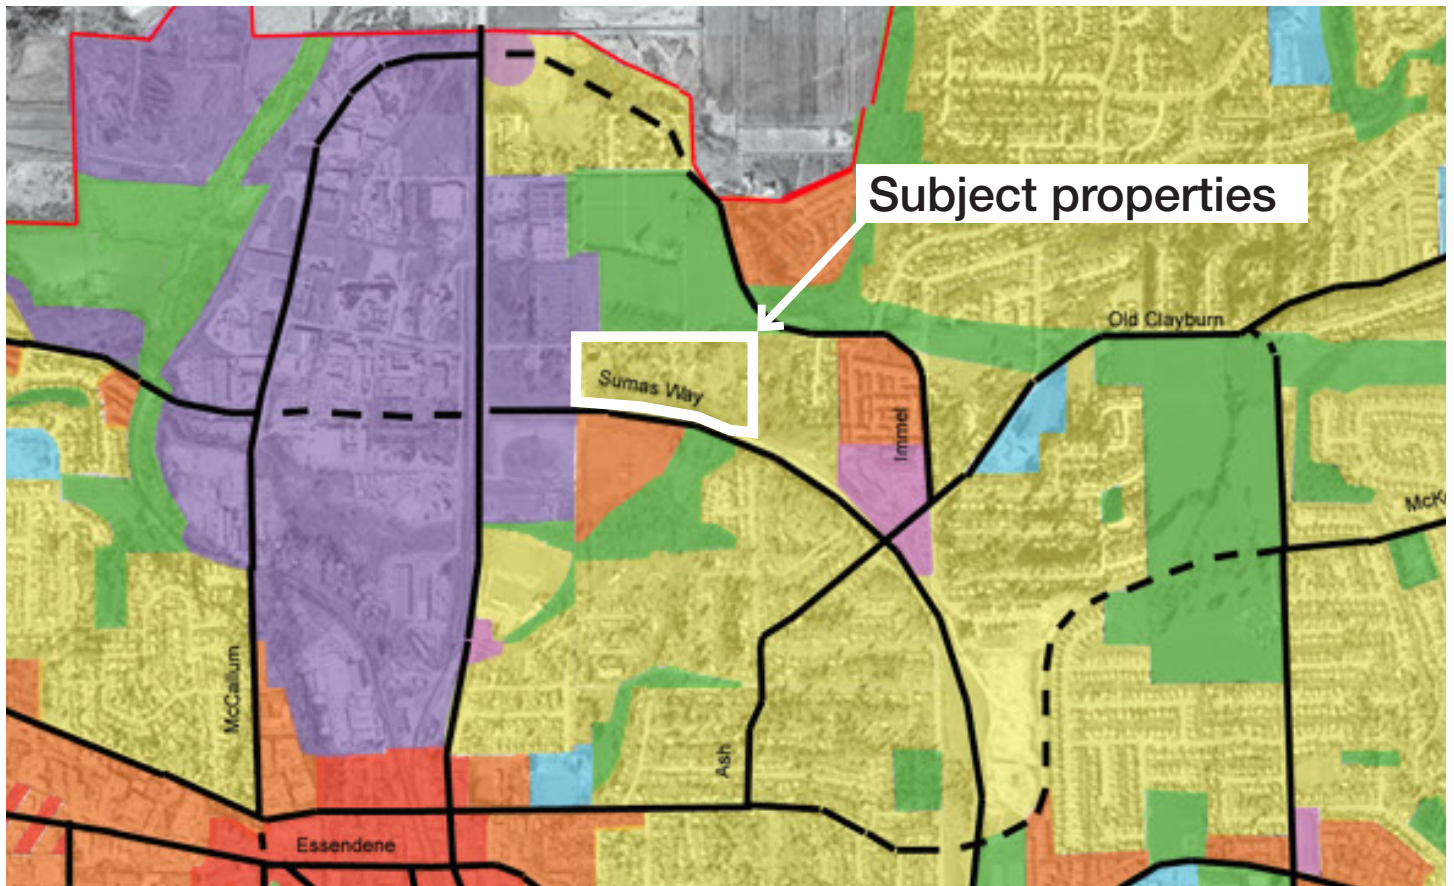 Subject properties
Old Clayburn
Sumas Way
Immel
McK
McCallum
Ash
Essendene